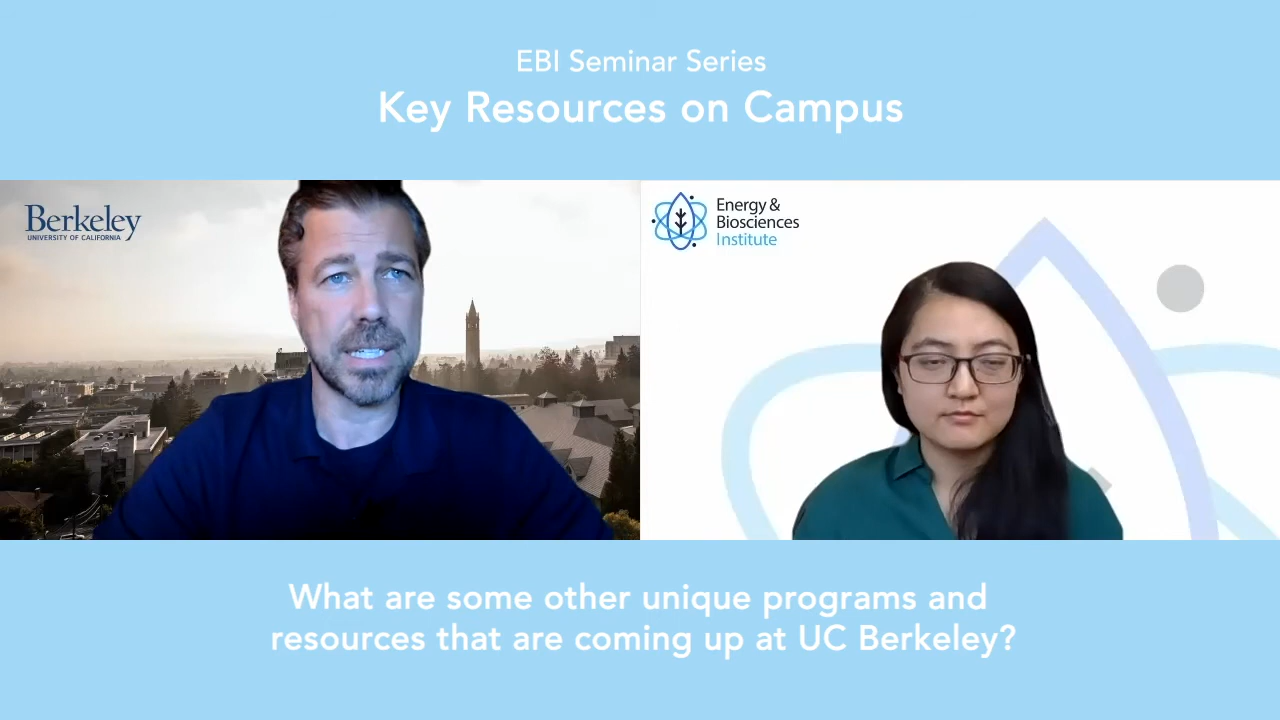 EBI Seminar Series
Key Resources on Campus
Berkeley
UNIVERSITY OF CALIFORNIA
Energy &
Biosciences
Institute
What are some other unique programs and
resources that are coming up at UC Berkeley?